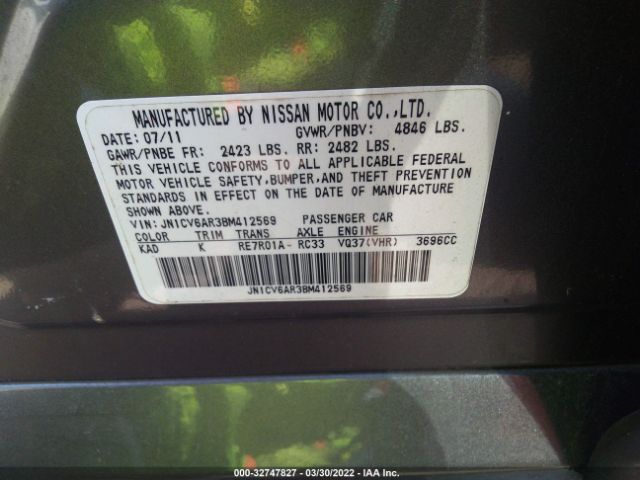 MANUFACTURED BY NISSAN MOTOR CO.,LTD.
DATE: 07/11 GVWR/PNBV: 4846 LBS.
GAWR/PNBE FR: 2423 LBS. RR: 2482 LBS.
THIS VEHICLE CONFORMS TO ALL APPLICABLE FEDERAL
MOTOR VEHICLE SAFETY,BUMPER,AND THEFT PREVENTION
STANDARDS IN EFFECT ON THE DATE OF MANUFACTURE
SHOWN ABOVE.
VIN: JN1CV6AR3BM412569 PASSENGER CAR
COLOR TRIM TRANS AXLE ENGINE
KAD K RE7R01A- RC33 VQ37(VHR) 3696CC
JN1CV6AR3BM412569
000-32747827 - 03/30/2022 - IAA Inc.